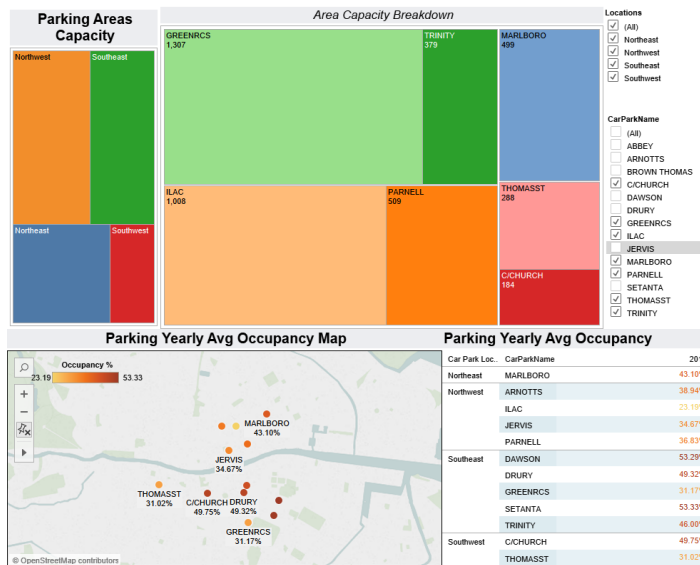 Parking Areas
Capacity
Northwest
Southeast
Northeast
Southwest
Area Capacity Breakdown
GREENRCS
1,307
TRINITY
379
MARLBORO
499
ILAC
1,008
PARNELL
509
THOMASST
288
C/CHURCH
184
Locations
(All)
Northeast
Northwest
Southeast
Southwest
CarParkName
(All)
ABBEY
ARNOTTS
BROWN THOMAS
C/CHURCH
DAWSON
DRURY
GREENRCS
ILAC
JERVIS
MARLBORO
PARNELL
SETANTA
THOMASST
TRINITY
Parking Yearly Avg Occupancy Map
Occupancy %
23.19 53.33
MARLBORO
43.10%
JERVIS
34.67%
THOMASST
31.02%
C/CHURCH
49.75%
DRURY
49.32%
GREENRCS
31.17%
© OpenStreetMap contributors
Parking Yearly Avg Occupancy
Car Park Loc.. CarParkName 201
Northeast MARLBORO 43.10%
Northwest ARNOTTS 38.94%
ILAC 23.19%
JERVIS 34.67%
PARNELL 36.83%
Southeast DAWSON 53.29%
DRURY 49.32%
GREENRCS 31.17%
SETANTA 53.33%
TRINITY 46.00%
Southwest C/CHURCH 49.75%
THOMASST 31.02%